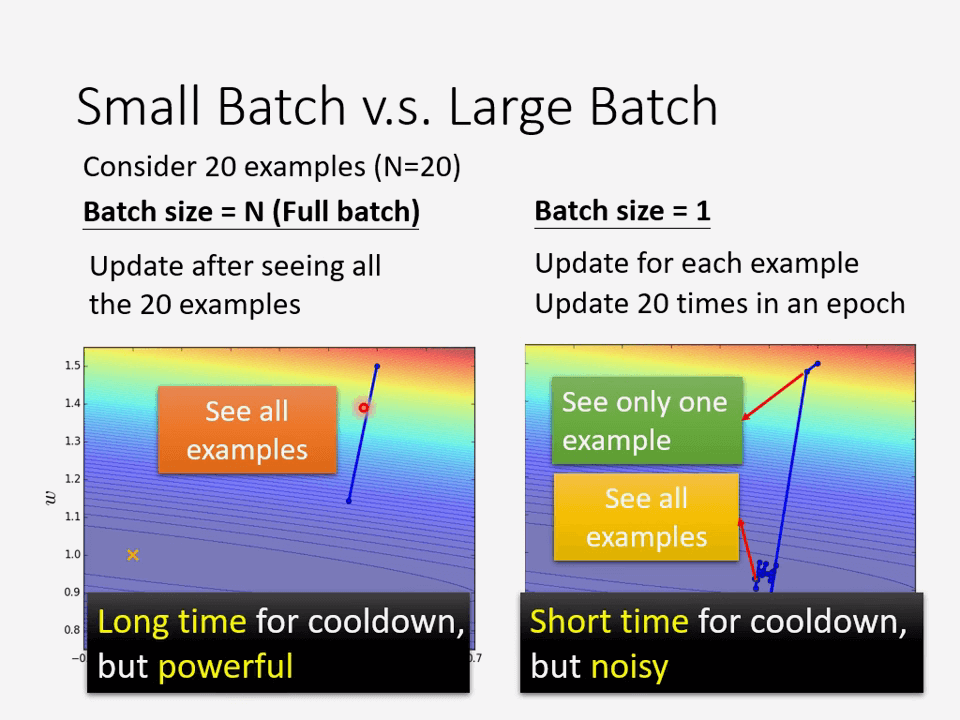 Small Batch v.s. Large Batch
Consider 20 examples (N=20)
Batch size = N (Full batch)
Update after seeing all
the 20 examples
Batch size = 1
Update for each example
Update 20 times in an epoch
1.5
1.4
1.3
1.2
1.1
1.0
0.9
0.8
w
See all
examples
Long time for cooldown,
but powerful
See only one
example
See all
examples
Short time for cooldown,
but noisy